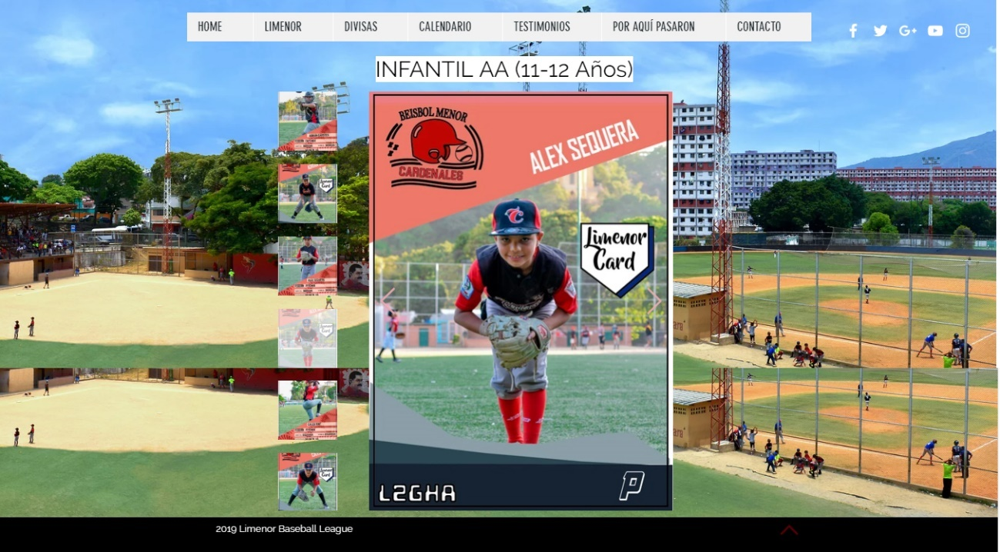 HOME
LIMENOR
DIVISAS
CALENDARIO
TESTIMONIOS
POR AQUÍ PASARON
CONTACTO
INFANTIL AA (11-12 Años)
BEISBOL MENOR
CARDENALES
ALEX SEQUERA
Limenor
Card
L2GHA
P
2019 Limenor Baseball League